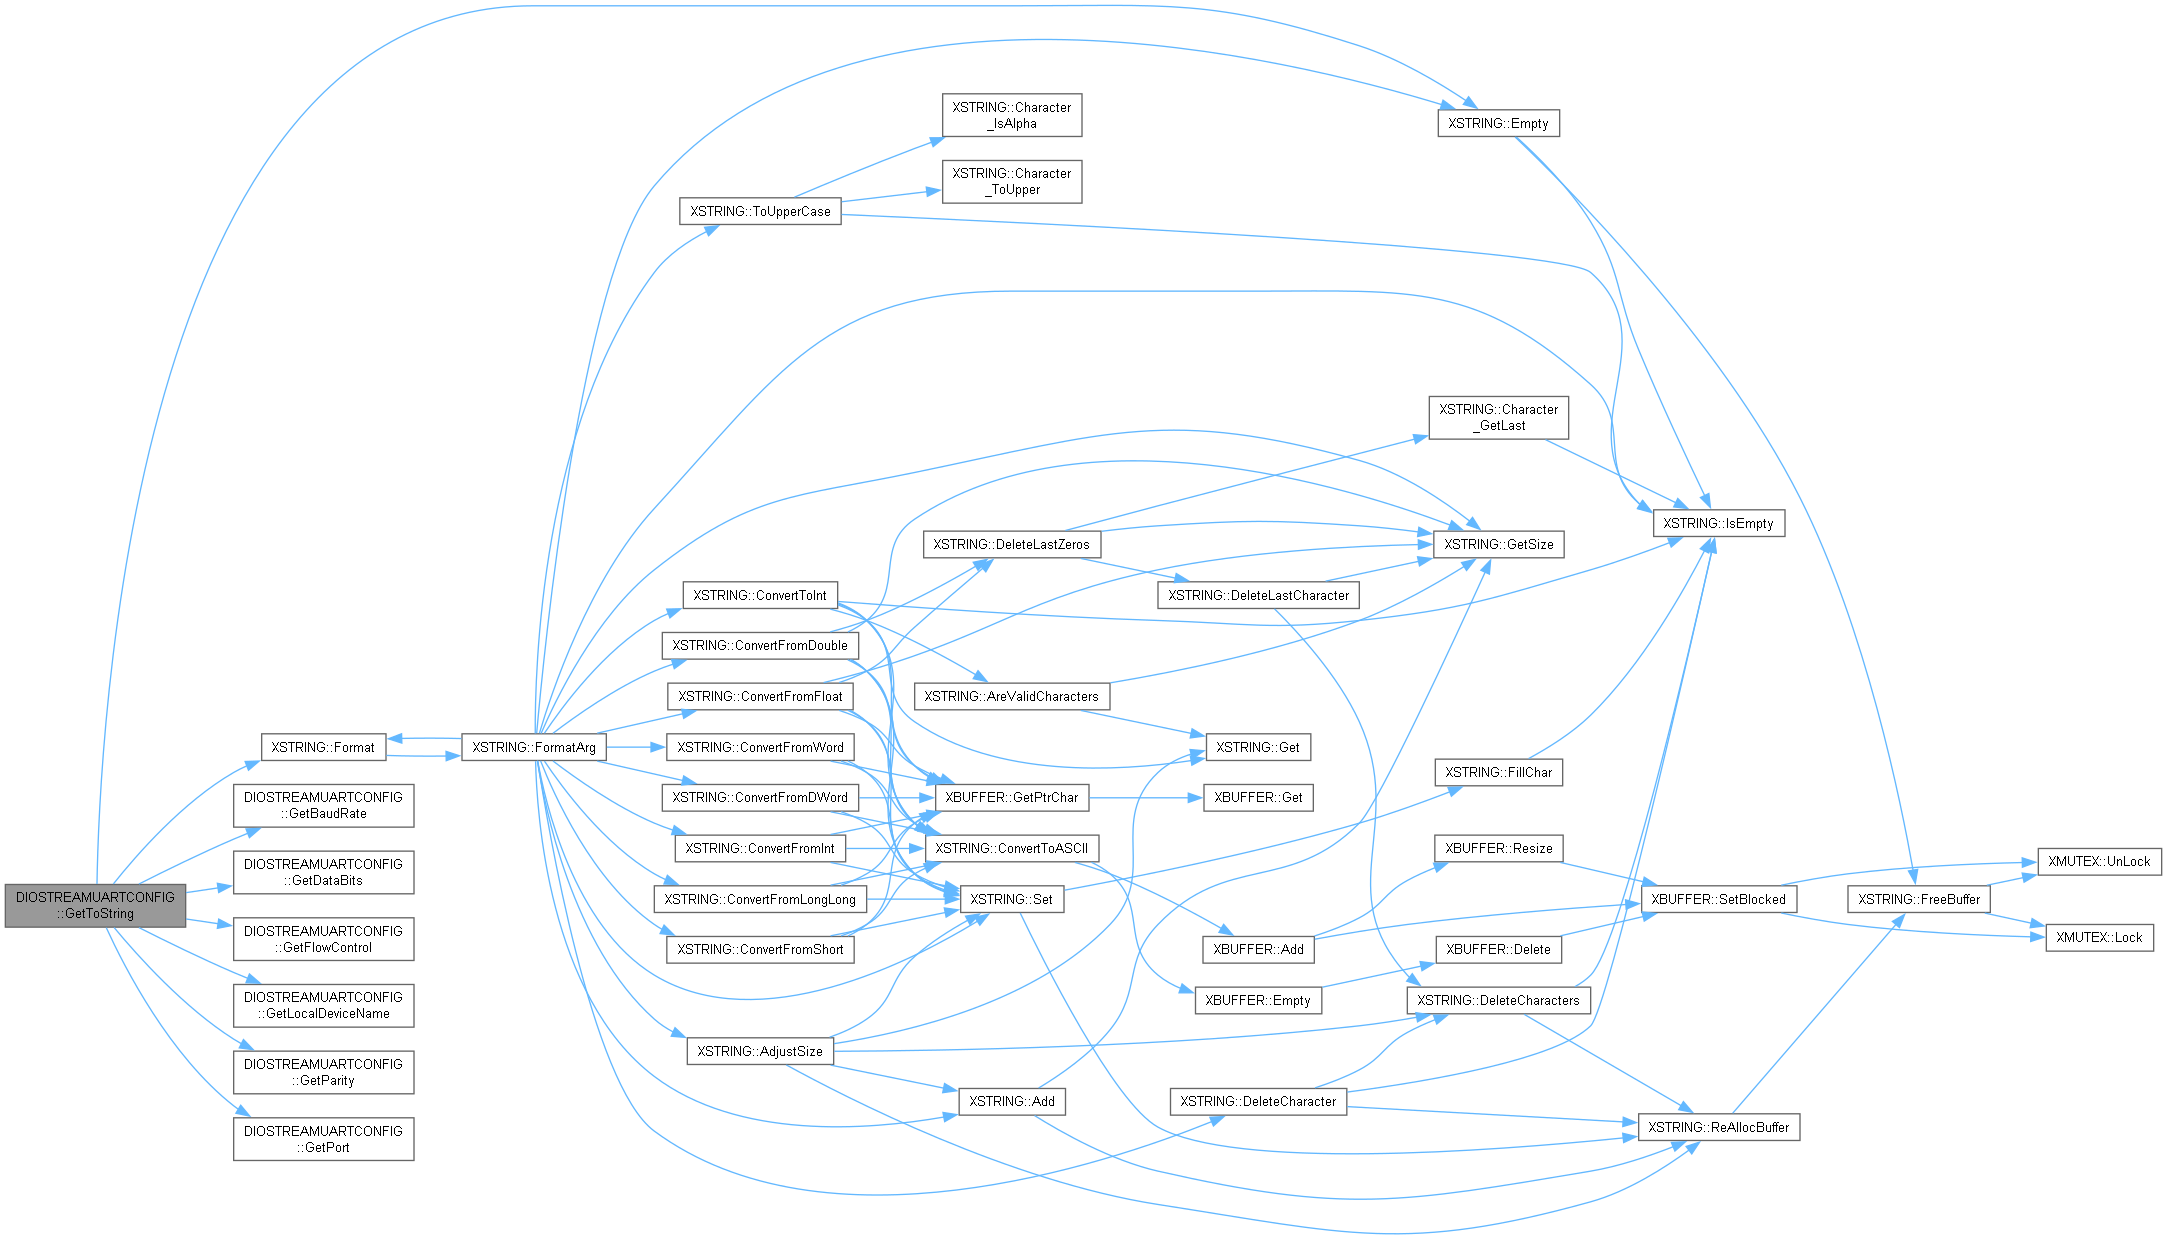 DIOSTREAMUARTCONFIG
::GetToString
XSTRING::Format
DIOSTREAMUARTCONFIG
::GetBaudRate
DIOSTREAMUARTCONFIG
::GetDataBits
DIOSTREAMUARTCONFIG
::GetFlowControl
DIOSTREAMUARTCONFIG
::GetLocalDeviceName
DIOSTREAMUARTCONFIG
::GetParity
DIOSTREAMUARTCONFIG
::GetPort
XSTRING::FormatArg
XSTRING::ToUpperCase
XSTRING::ConvertToInt
XSTRING::ConvertFromDouble
XSTRING::ConvertFromFloat
XSTRING::ConvertFromWord
XSTRING::ConvertFromDWord
XSTRING::ConvertFromInt
XSTRING::ConvertFromLongLong
XSTRING::ConvertFromShort
XSTRING::AdjustSize
XSTRING::Character
_IsAlpha
XSTRING::Character
_ToUpper
XSTRING::DeleteLastZeros
XSTRING::AreValidCharacters
XBUFFER::GetPtrChar
XSTRING::ConvertToASCII
XSTRING::Set
XSTRING::Add
XSTRING::DeleteLastCharacter
XSTRING::Get
XBUFFER::Get
XBUFFER::Add
XBUFFER::Empty
XSTRING::DeleteCharacter
XSTRING::Empty
XSTRING::Character
_GetLast
XSTRING::GetSize
XSTRING::FillChar
XBUFFER::Resize
XBUFFER::Delete
XSTRING::DeleteCharacters
XSTRING::IsEmpty
XBUFFER::SetBlocked
XSTRING::ReAllocBuffer
XSTRING::FreeBuffer
XMUTEX::UnLock
XMUTEX::Lock